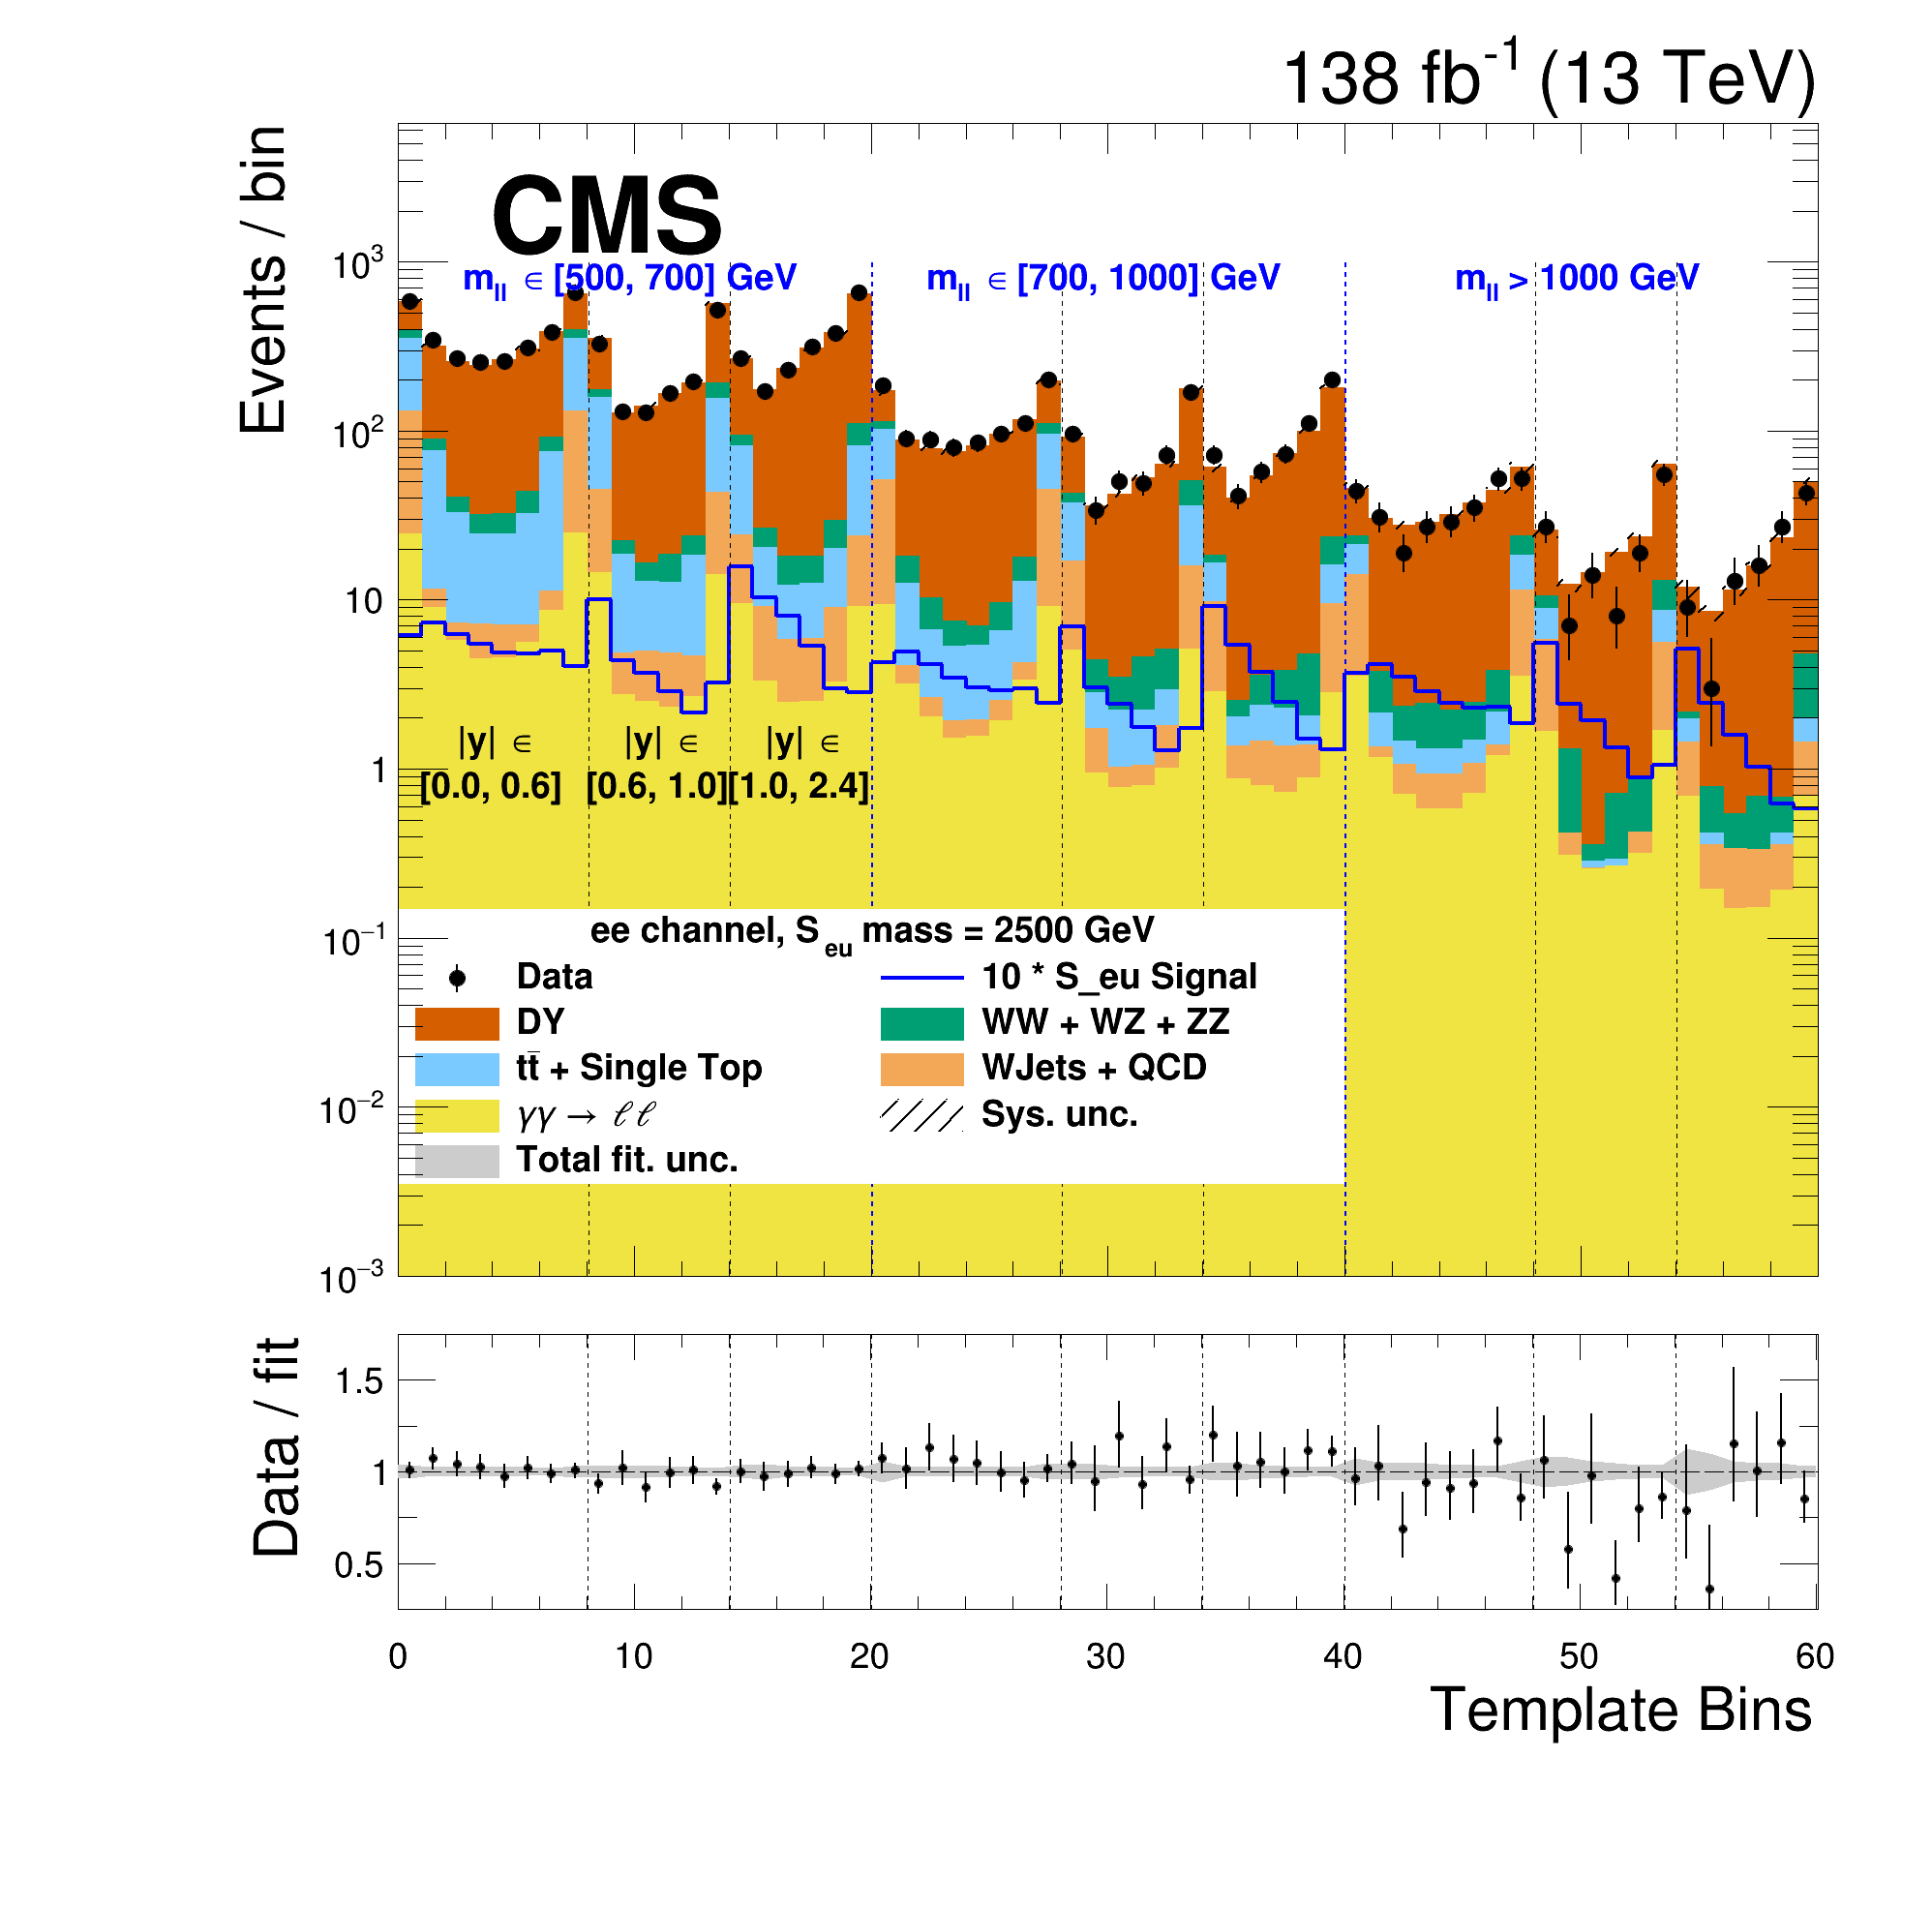 138 fb-1 (13 TeV)
Events / bin
CMS
m_ll ∈ [500, 700] GeV
m_ll ∈ [700, 1000] GeV
m_ll > 1000 GeV
10^3
10^2
10
1
10^−1
10^−2
10^−3
|y| ∈
[0.0, 0.6]
|y| ∈
[0.6, 1.0]
|y| ∈
[1.0, 2.4]
ee channel, S_eu mass = 2500 GeV
Data
10 * S_eu Signal
DY
WW + WZ + ZZ
tt̄ + Single Top
WJets + QCD
γγ → ℓℓ
Sys. unc.
Total fit. unc.
Data / fit
1.5
1
0.5
0 10 20 30 40 50 60
Template Bins